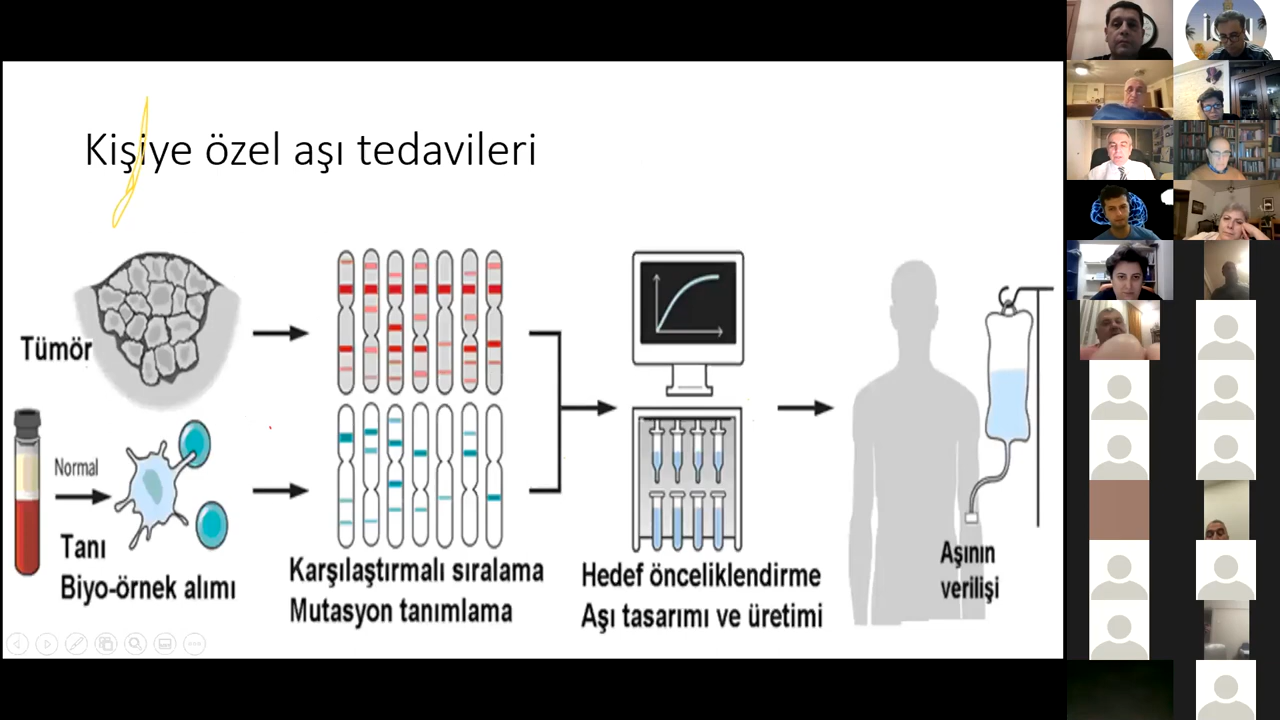 Kişiye özel aşı tedavileri
Tümör
Normal
Tanı
Biyo-örnek alımı
Karşılaştırmalı sıralama
Mutasyon tanımlama
Hedef önceliklendirme
Aşı tasarımı ve üretimi
Aşının
verilişi